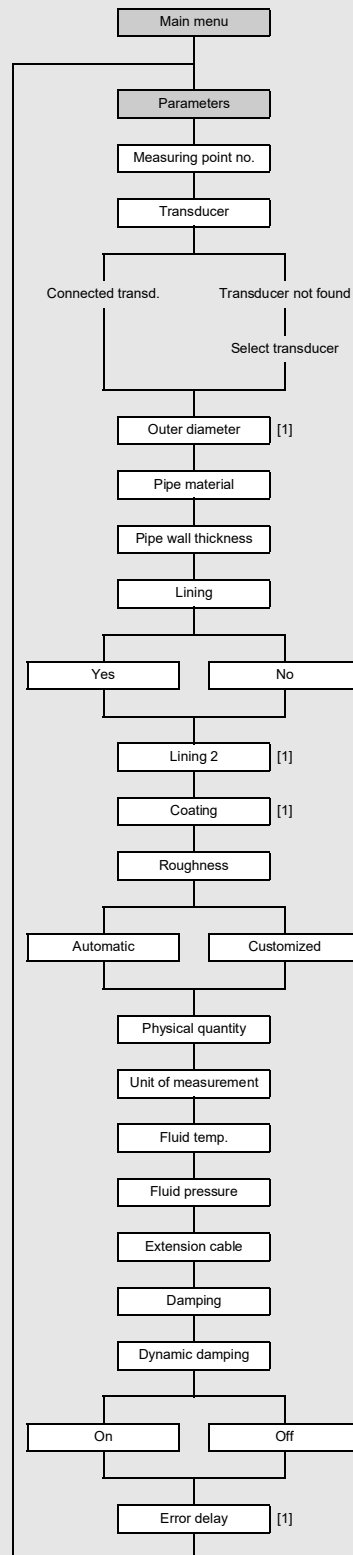 Main menu
Parameters
Measuring point no.
Transducer
Connected transd.
Transducer not found
Select transducer
Outer diameter [1]
Pipe material
Pipe wall thickness
Lining
Yes
No
Lining 2 [1]
Coating [1]
Roughness
Automatic
Customized
Physical quantity
Unit of measurement
Fluid temp.
Fluid pressure
Extension cable
Damping
Dynamic damping
On
Off
Error delay [1]